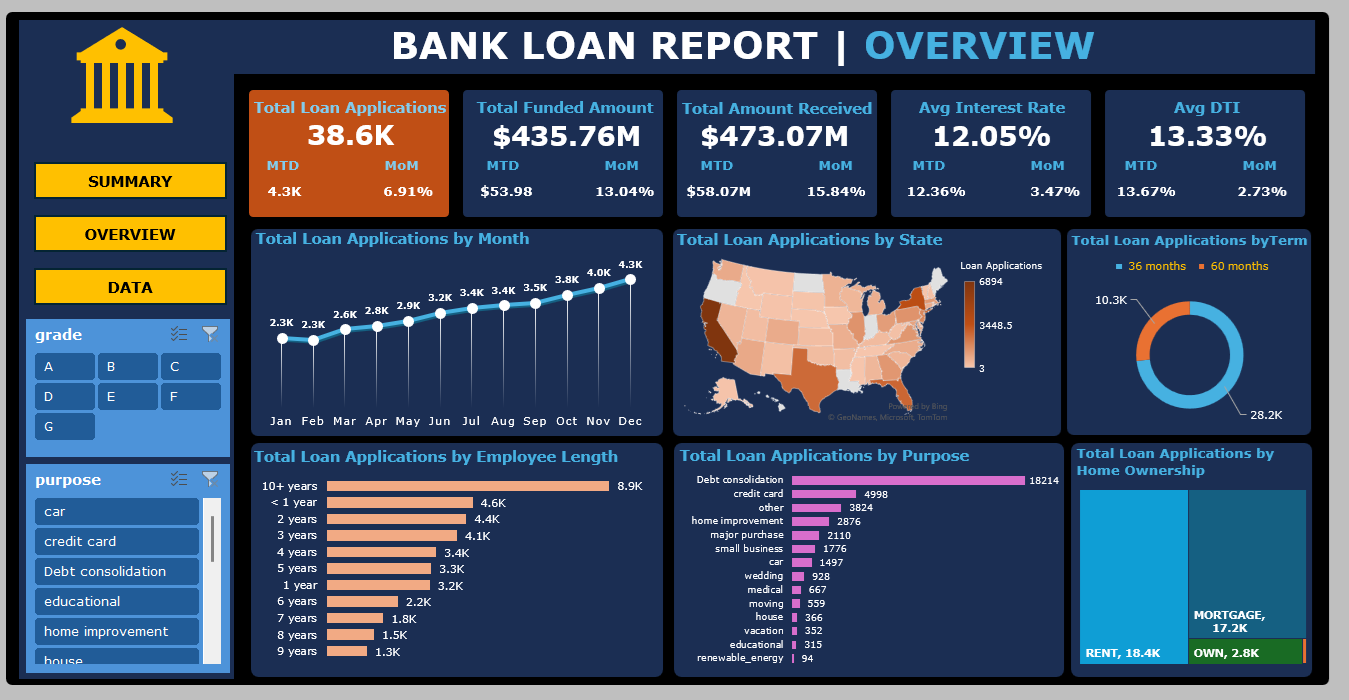 BANK LOAN REPORT | OVERVIEW
SUMMARY
OVERVIEW
DATA
grade
A B C
D E F
G
purpose
car
credit card
Debt consolidation
educational
home improvement
house
Total Loan Applications
38.6K
MTD MoM
4.3K 6.91%
Total Funded Amount
$435.76M
MTD MoM
$53.98 13.04%
Total Amount Received
$473.07M
MTD MoM
$58.07M 15.84%
Avg Interest Rate
12.05%
MTD MoM
12.36% 3.47%
Avg DTI
13.33%
MTD MoM
13.67% 2.73%
Total Loan Applications by Month
2.3K 2.3K 2.6K 2.8K 2.9K 3.2K 3.4K 3.4K 3.5K 3.8K 4.0K 4.3K
Jan Feb Mar Apr May Jun Jul Aug Sep Oct Nov Dec
Total Loan Applications by State
Loan Applications
6894
3448.5
3
Powered by Bing
© GeoNames, Microsoft, TomTom
Total Loan Applications byTerm
36 months 60 months
10.3K
28.2K
Total Loan Applications by Employee Length
10+ years 8.9K
< 1 year 4.6K
2 years 4.4K
3 years 4.1K
4 years 3.4K
5 years 3.3K
1 year 3.2K
6 years 2.2K
7 years 1.8K
8 years 1.5K
9 years 1.3K
Total Loan Applications by Purpose
Debt consolidation 18214
credit card 4998
other 3824
home improvement 2876
major purchase 2110
small business 1776
car 1497
wedding 928
medical 667
moving 559
house 366
vacation 352
educational 315
renewable_energy 94
Total Loan Applications by
Home Ownership
RENT, 18.4K
MORTGAGE,
17.2K
OWN, 2.8K